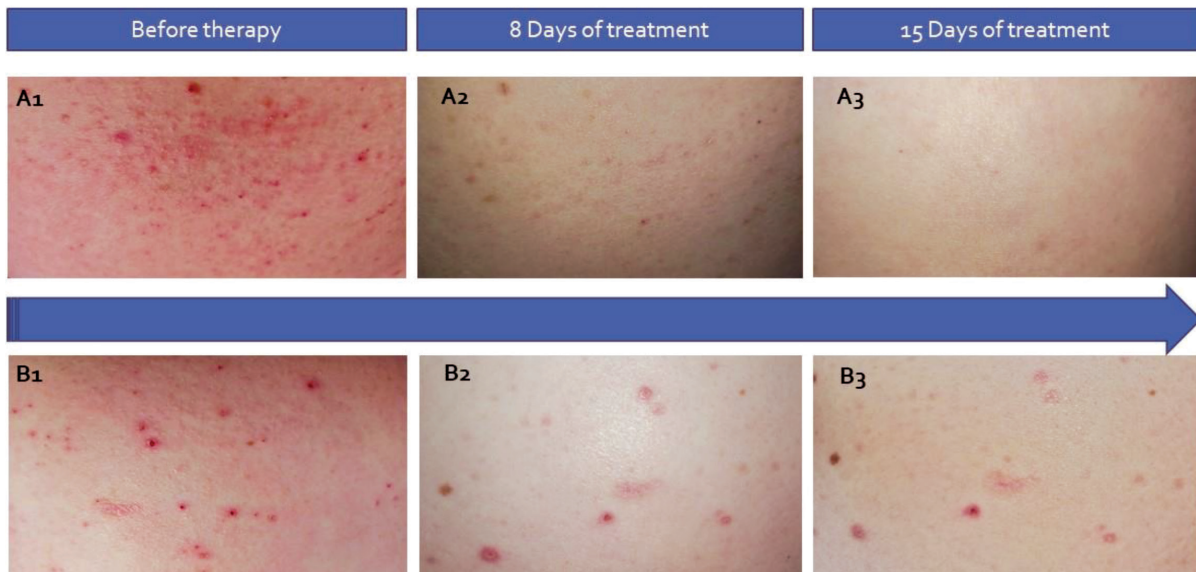 Before therapy
8 Days of treatment
15 Days of treatment
A1
A2
A3
B1
B2
B3